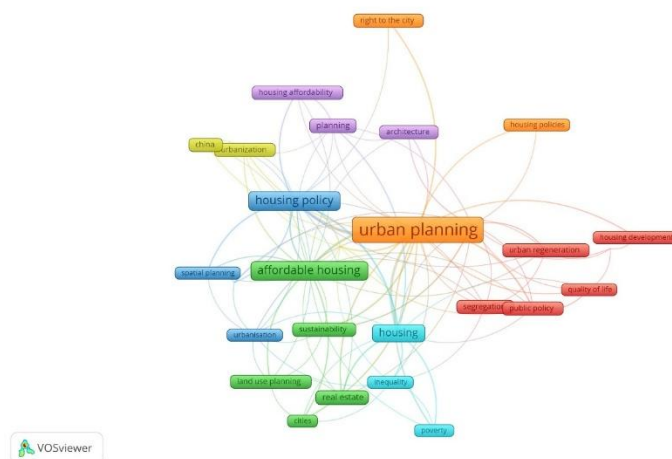 right to the city
housing affordability
planning
architecture
housing policies
china
urbanization
housing policy
urban planning
housing development
urban regeneration
affordable housing
spatial planning
quality of life
segregation
public policy
urbanisation
sustainability
housing
land use planning
inequality
real estate
cities
poverty
VOSviewer